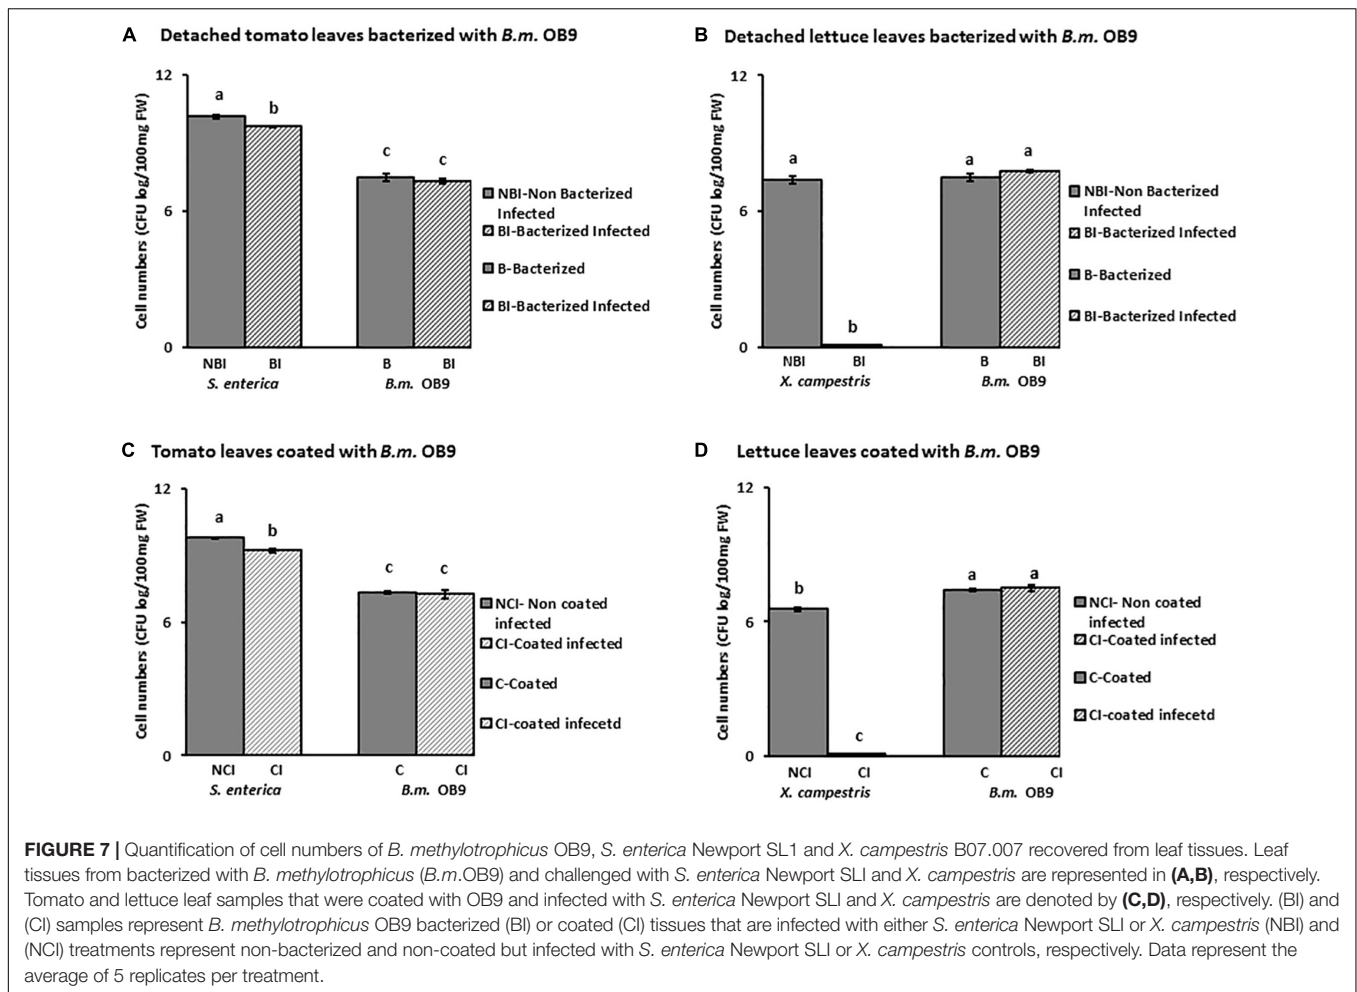 A Detached tomato leaves bacterized with B.m. OB9
12
6
0
Cell numbers (CFU log/100mg FW)
a
b
c
c
NBI
BI
B
BI
S. enterica
B.m. OB9
NBI-Non Bacterized
Infected
BI-Bacterized Infected
B-Bacterized
BI-Bacterized Infected
B Detached lettuce leaves bacterized with B.m. OB9
12
6
0
Cell numbers (CFU log/100mg FW)
a
b
a
a
NBI
BI
B
BI
X. campestris
B.m. OB9
NBI-Non Bacterized
Infected
BI-Bacterized Infected
B-Bacterized
BI-Bacterized Infected
C Tomato leaves coated with B.m. OB9
12
6
0
Cell numbers (CFU log/100mg FW)
a
b
c
c
NCI
CI
C
CI
S. enterica
B.m. OB9
NCI- Non coated
infected
CI-Coated infected
C-Coated
CI-coated infecetd
D Lettuce leaves coated with B.m. OB9
12
6
0
Cell numbers (CFU log/100mg FW)
b
c
a
a
NCI
CI
C
CI
X. campestris
B.m. OB9
NCI- Non coated
infected
CI-Coated infected
C-Coated
CI-coated infecetd
FIGURE 7 | Quantification of cell numbers of B. methylotrophicus OB9, S. enterica Newport SL1 and X. campestris B07.007 recovered from leaf tissues. Leaf
tissues from bacterized with B. methylotrophicus (B.m.OB9) and challenged with S. enterica Newport SLI and X. campestris are represented in (A,B), respectively.
Tomato and lettuce leaf samples that were coated with OB9 and infected with S. enterica Newport SLI and X. campestris are denoted by (C,D), respectively. (BI) and
(CI) samples represent B. methylotrophicus OB9 bacterized (BI) or coated (CI) tissues that are infected with either S. enterica Newport SLI or X. campestris (NBI) and
(NCI) treatments represent non-bacterized and non-coated but infected with S. enterica Newport SLI or X. campestris controls, respectively. Data represent the
average of 5 replicates per treatment.